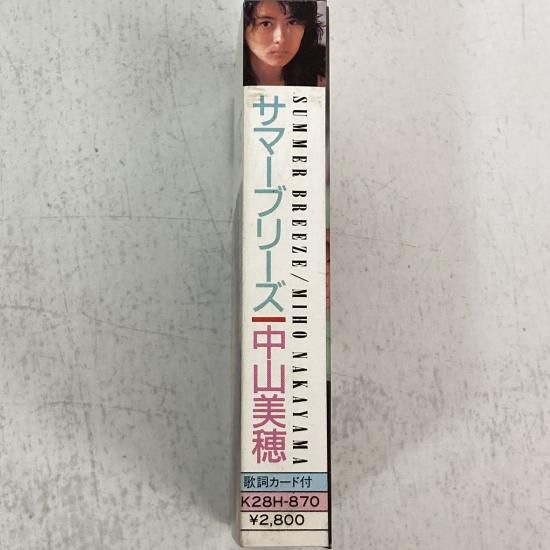 サマーブリーズ
中山美穂
SUMMER BREEZE/MIHO NAKAYAMA
歌詞カード付
K28H-870
¥2,800